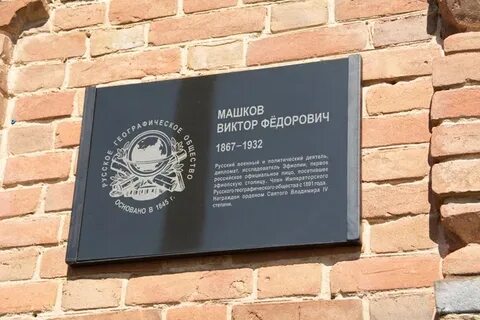 РУССКОЕ ГЕОГРАФИЧЕСКОЕ ОБЩЕСТВО
ОСНОВАНО В 1845 г.
МАШКОВ
ВИКТОР ФЁДОРОВИЧ
1867–1932
Русский военный и политический деятель,
дипломат, исследователь Эфиопии, первое
российское официальное лицо, посетившее
эфиопскую столицу. Член Императорского
Русского географического общества с 1891 года.
Награжден орденом Святого Владимира IV
степени.